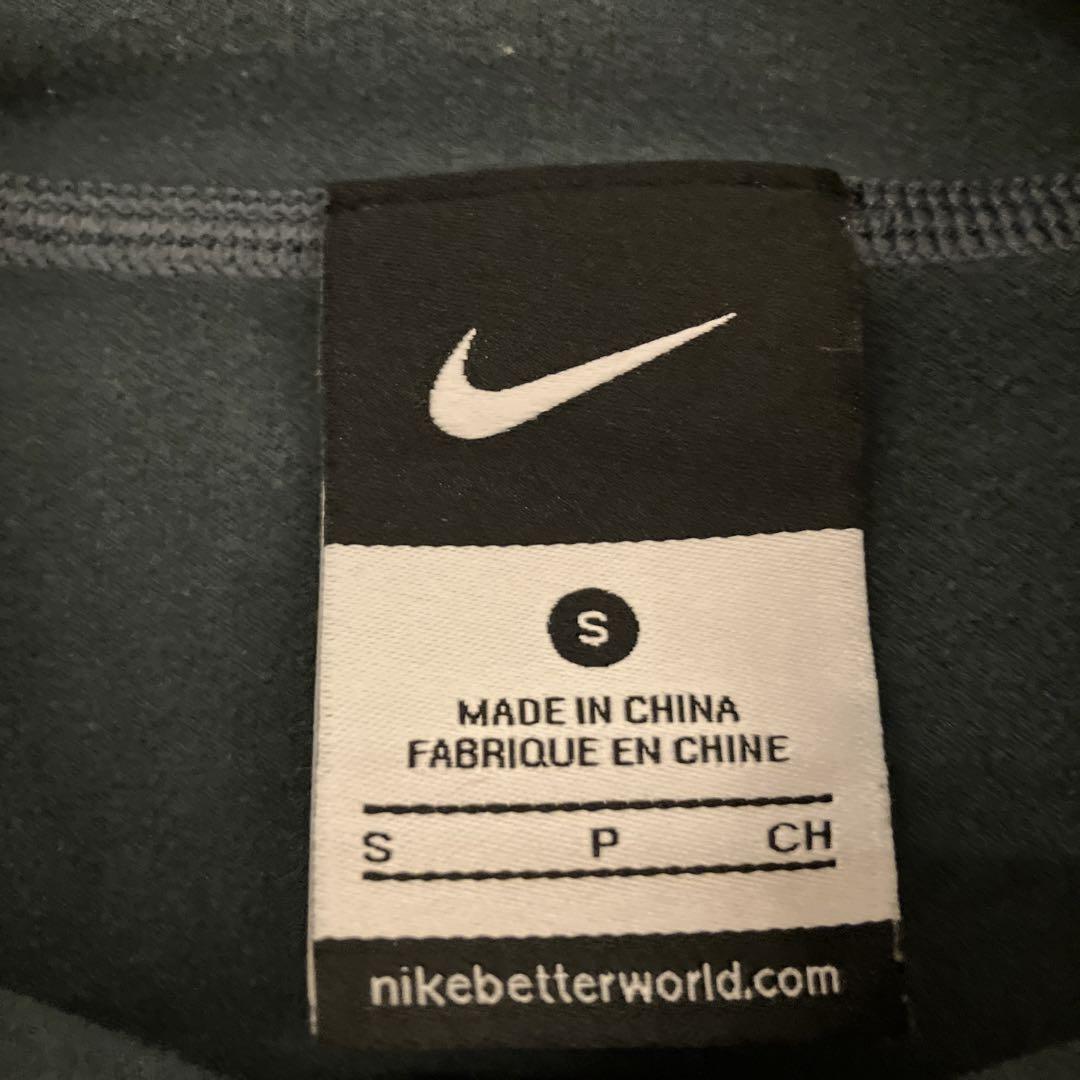 S
MADE IN CHINA
FABRIQUE EN CHINE
S P CH
nikebetterworld.com